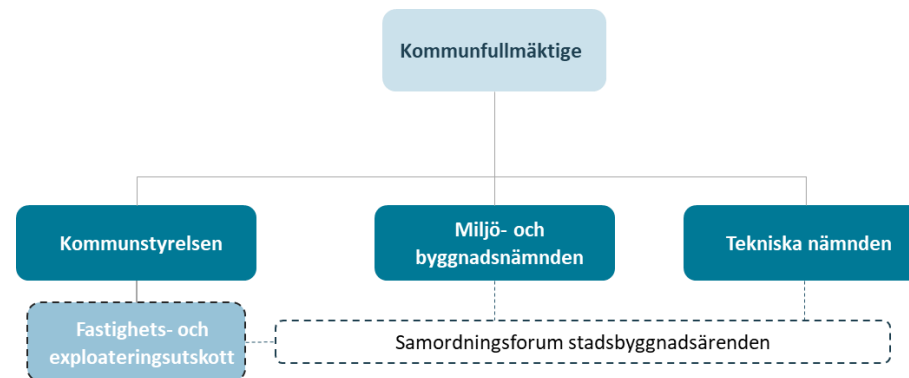 Kommunfullmäktige
Kommunstyrelsen
Miljö- och
byggnadsnämnden
Tekniska nämnden
Fastighets- och
exploateringsutskott
Samordningsforum stadsbyggnadsärenden